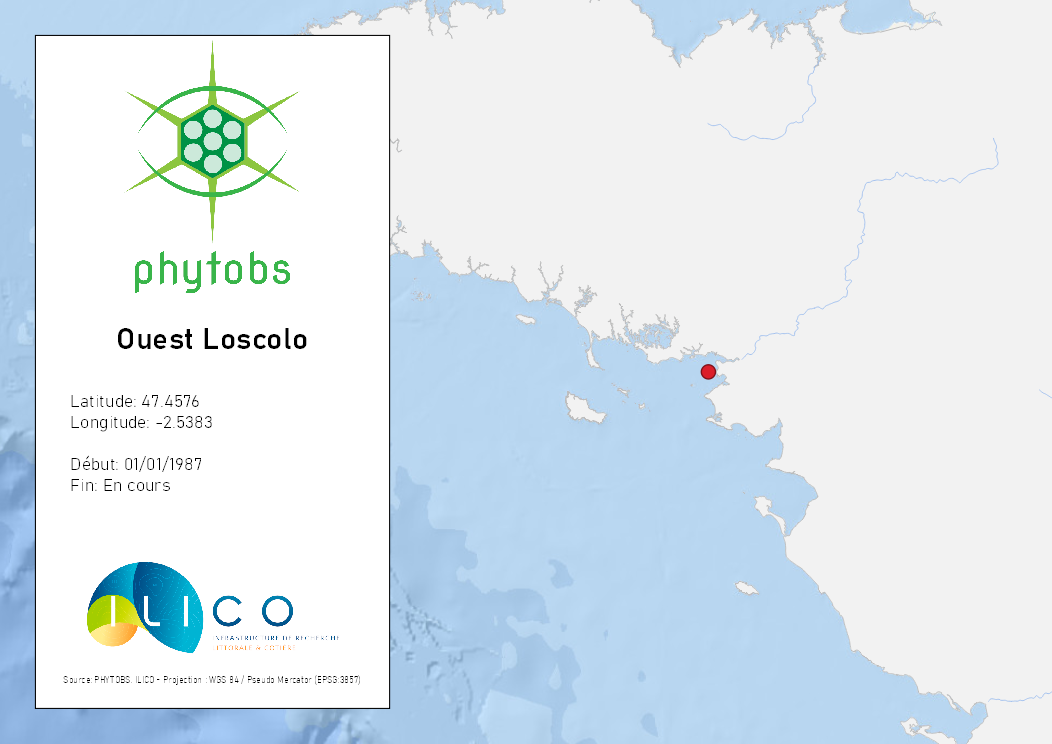 phytobs
Ouest Loscolo
Latitude: 47.4576
Longitude: -2.5383
Début: 01/01/1987
Fin: En cours
ILICO
INFRASTRUCTURE DE RECHERCHE
LITTORALE & COTIERE
Source: PHYTOBS, ILICO - Projection : WGS 84 / Pseudo Mercator (EPSG:3857)